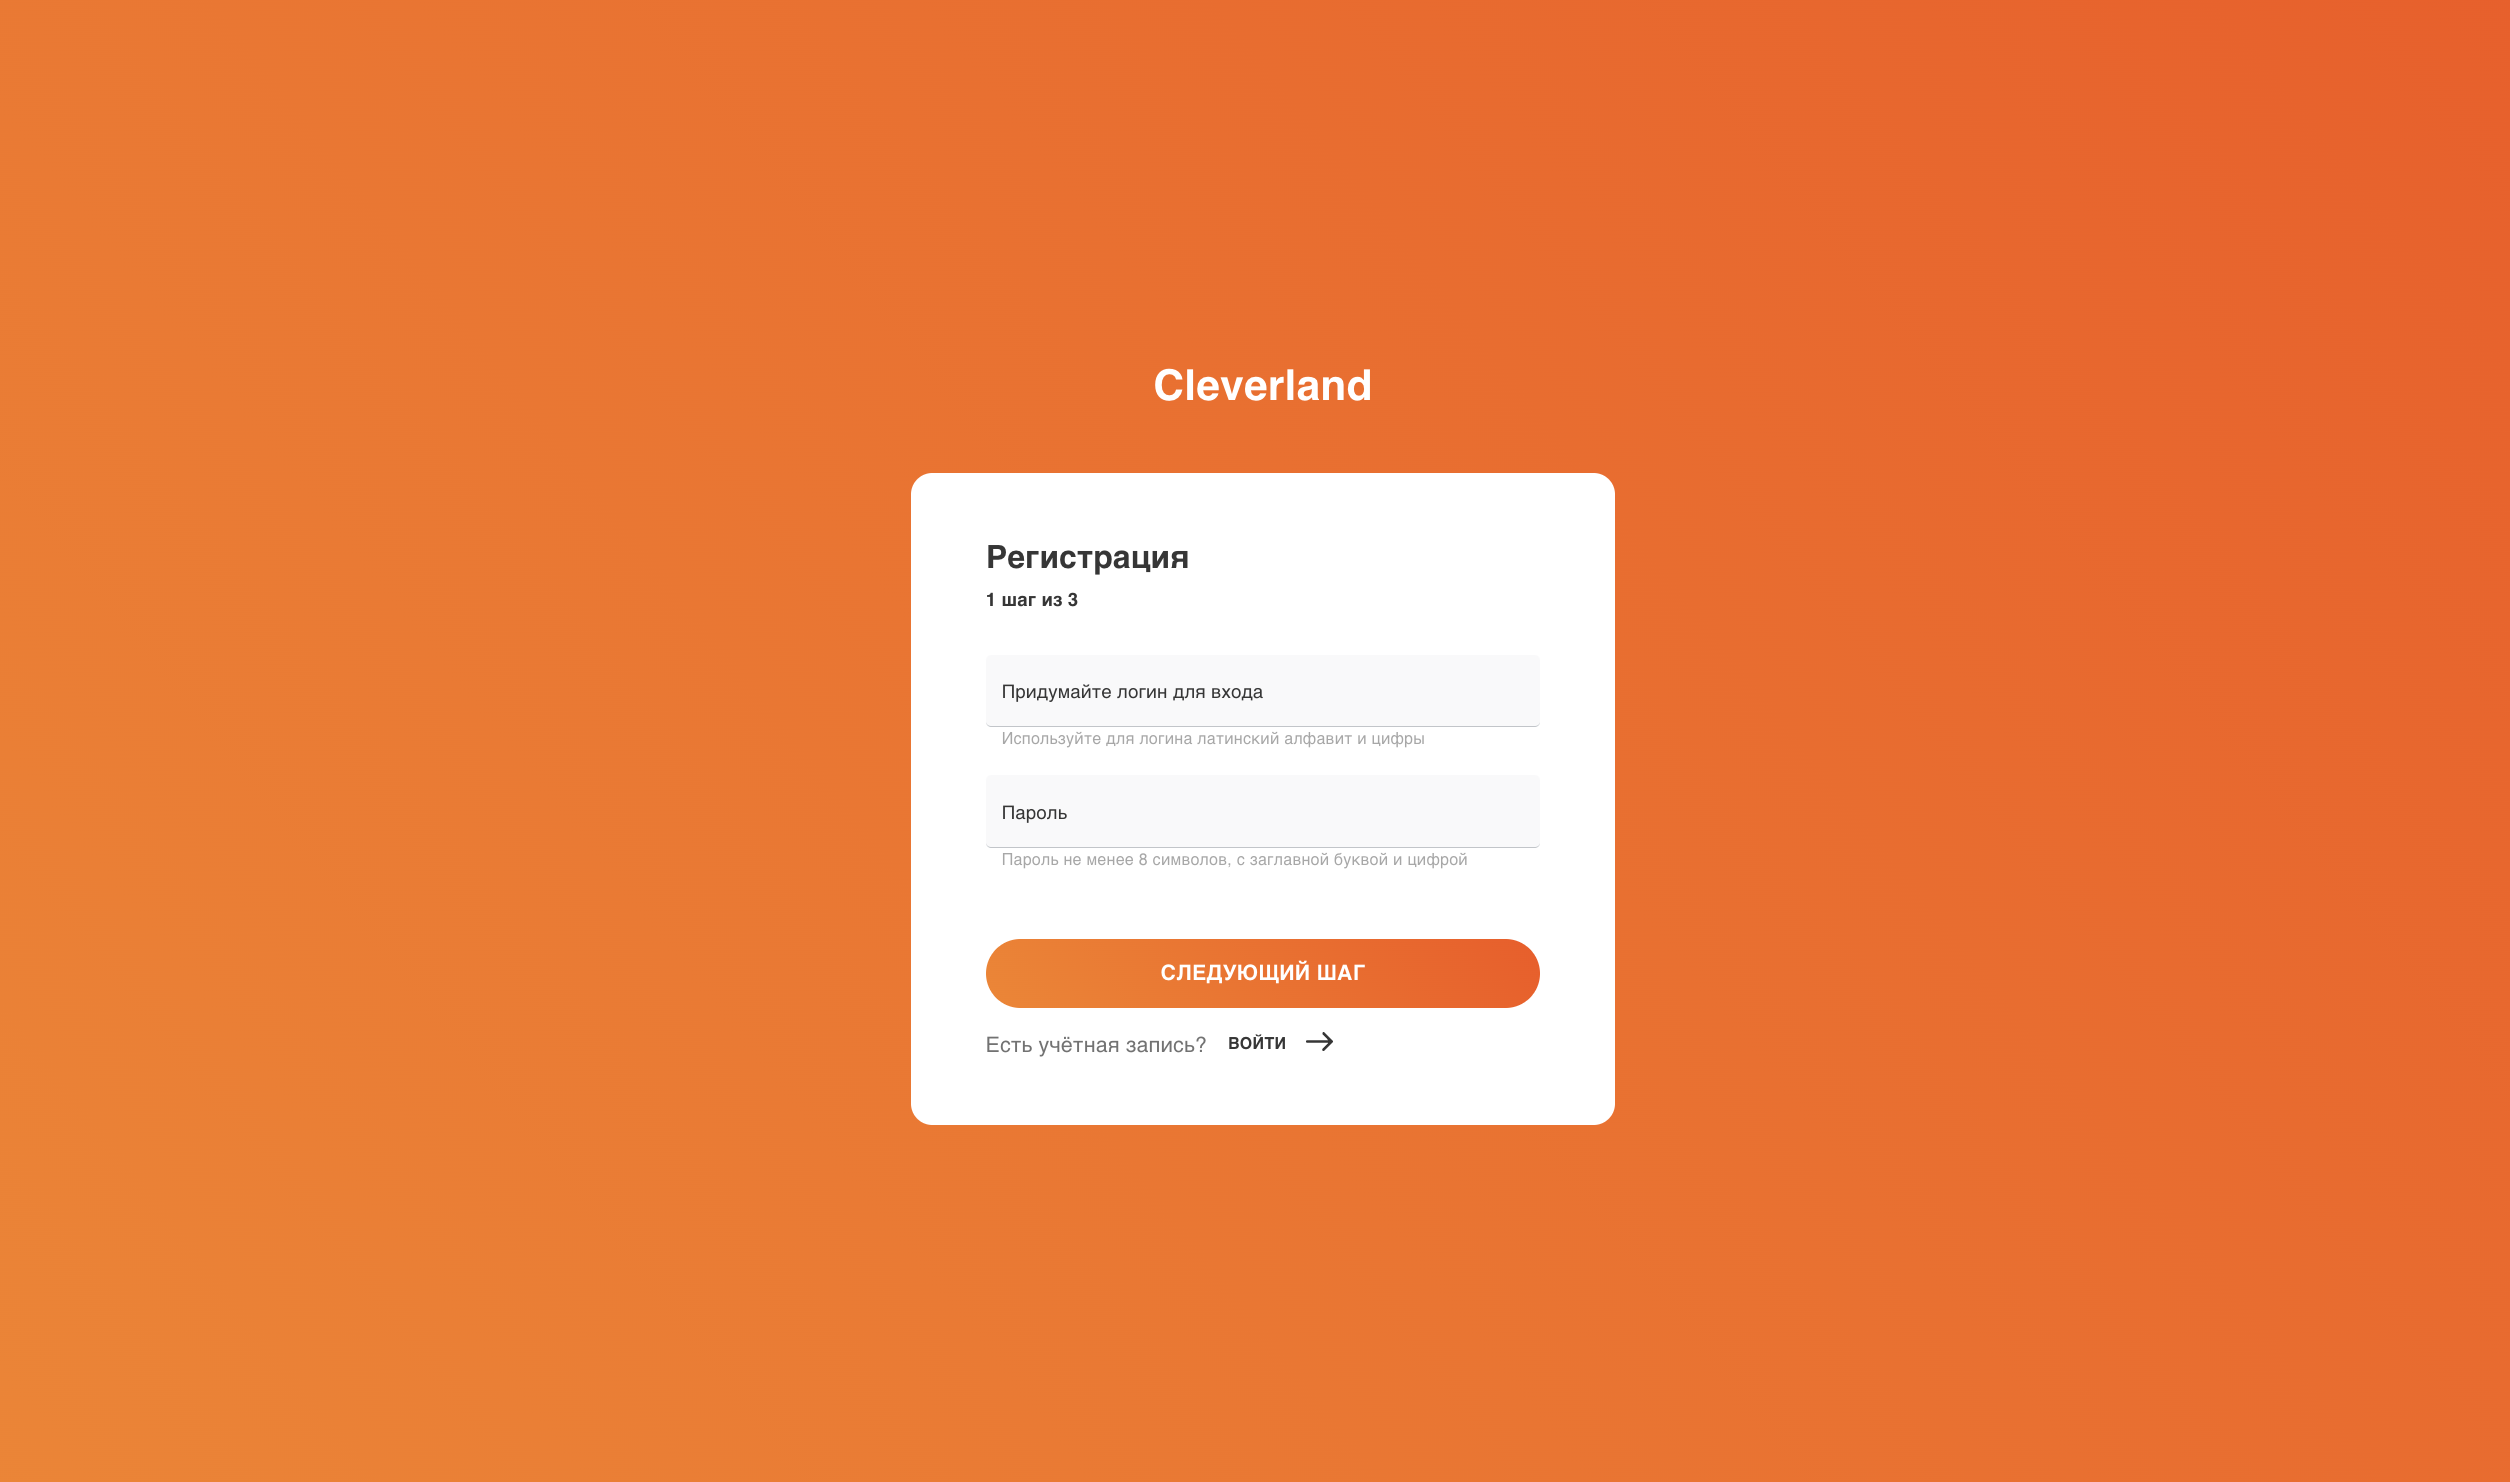 Cleverland
Регистрация
1 шаг из 3
Придумайте логин для входа
Используйте для логина латинский алфавит и цифры
Пароль
Пароль не менее 8 символов, с заглавной буквой и цифрой
СЛЕДУЮЩИЙ ШАГ
Есть учётная запись? ВОЙТИ